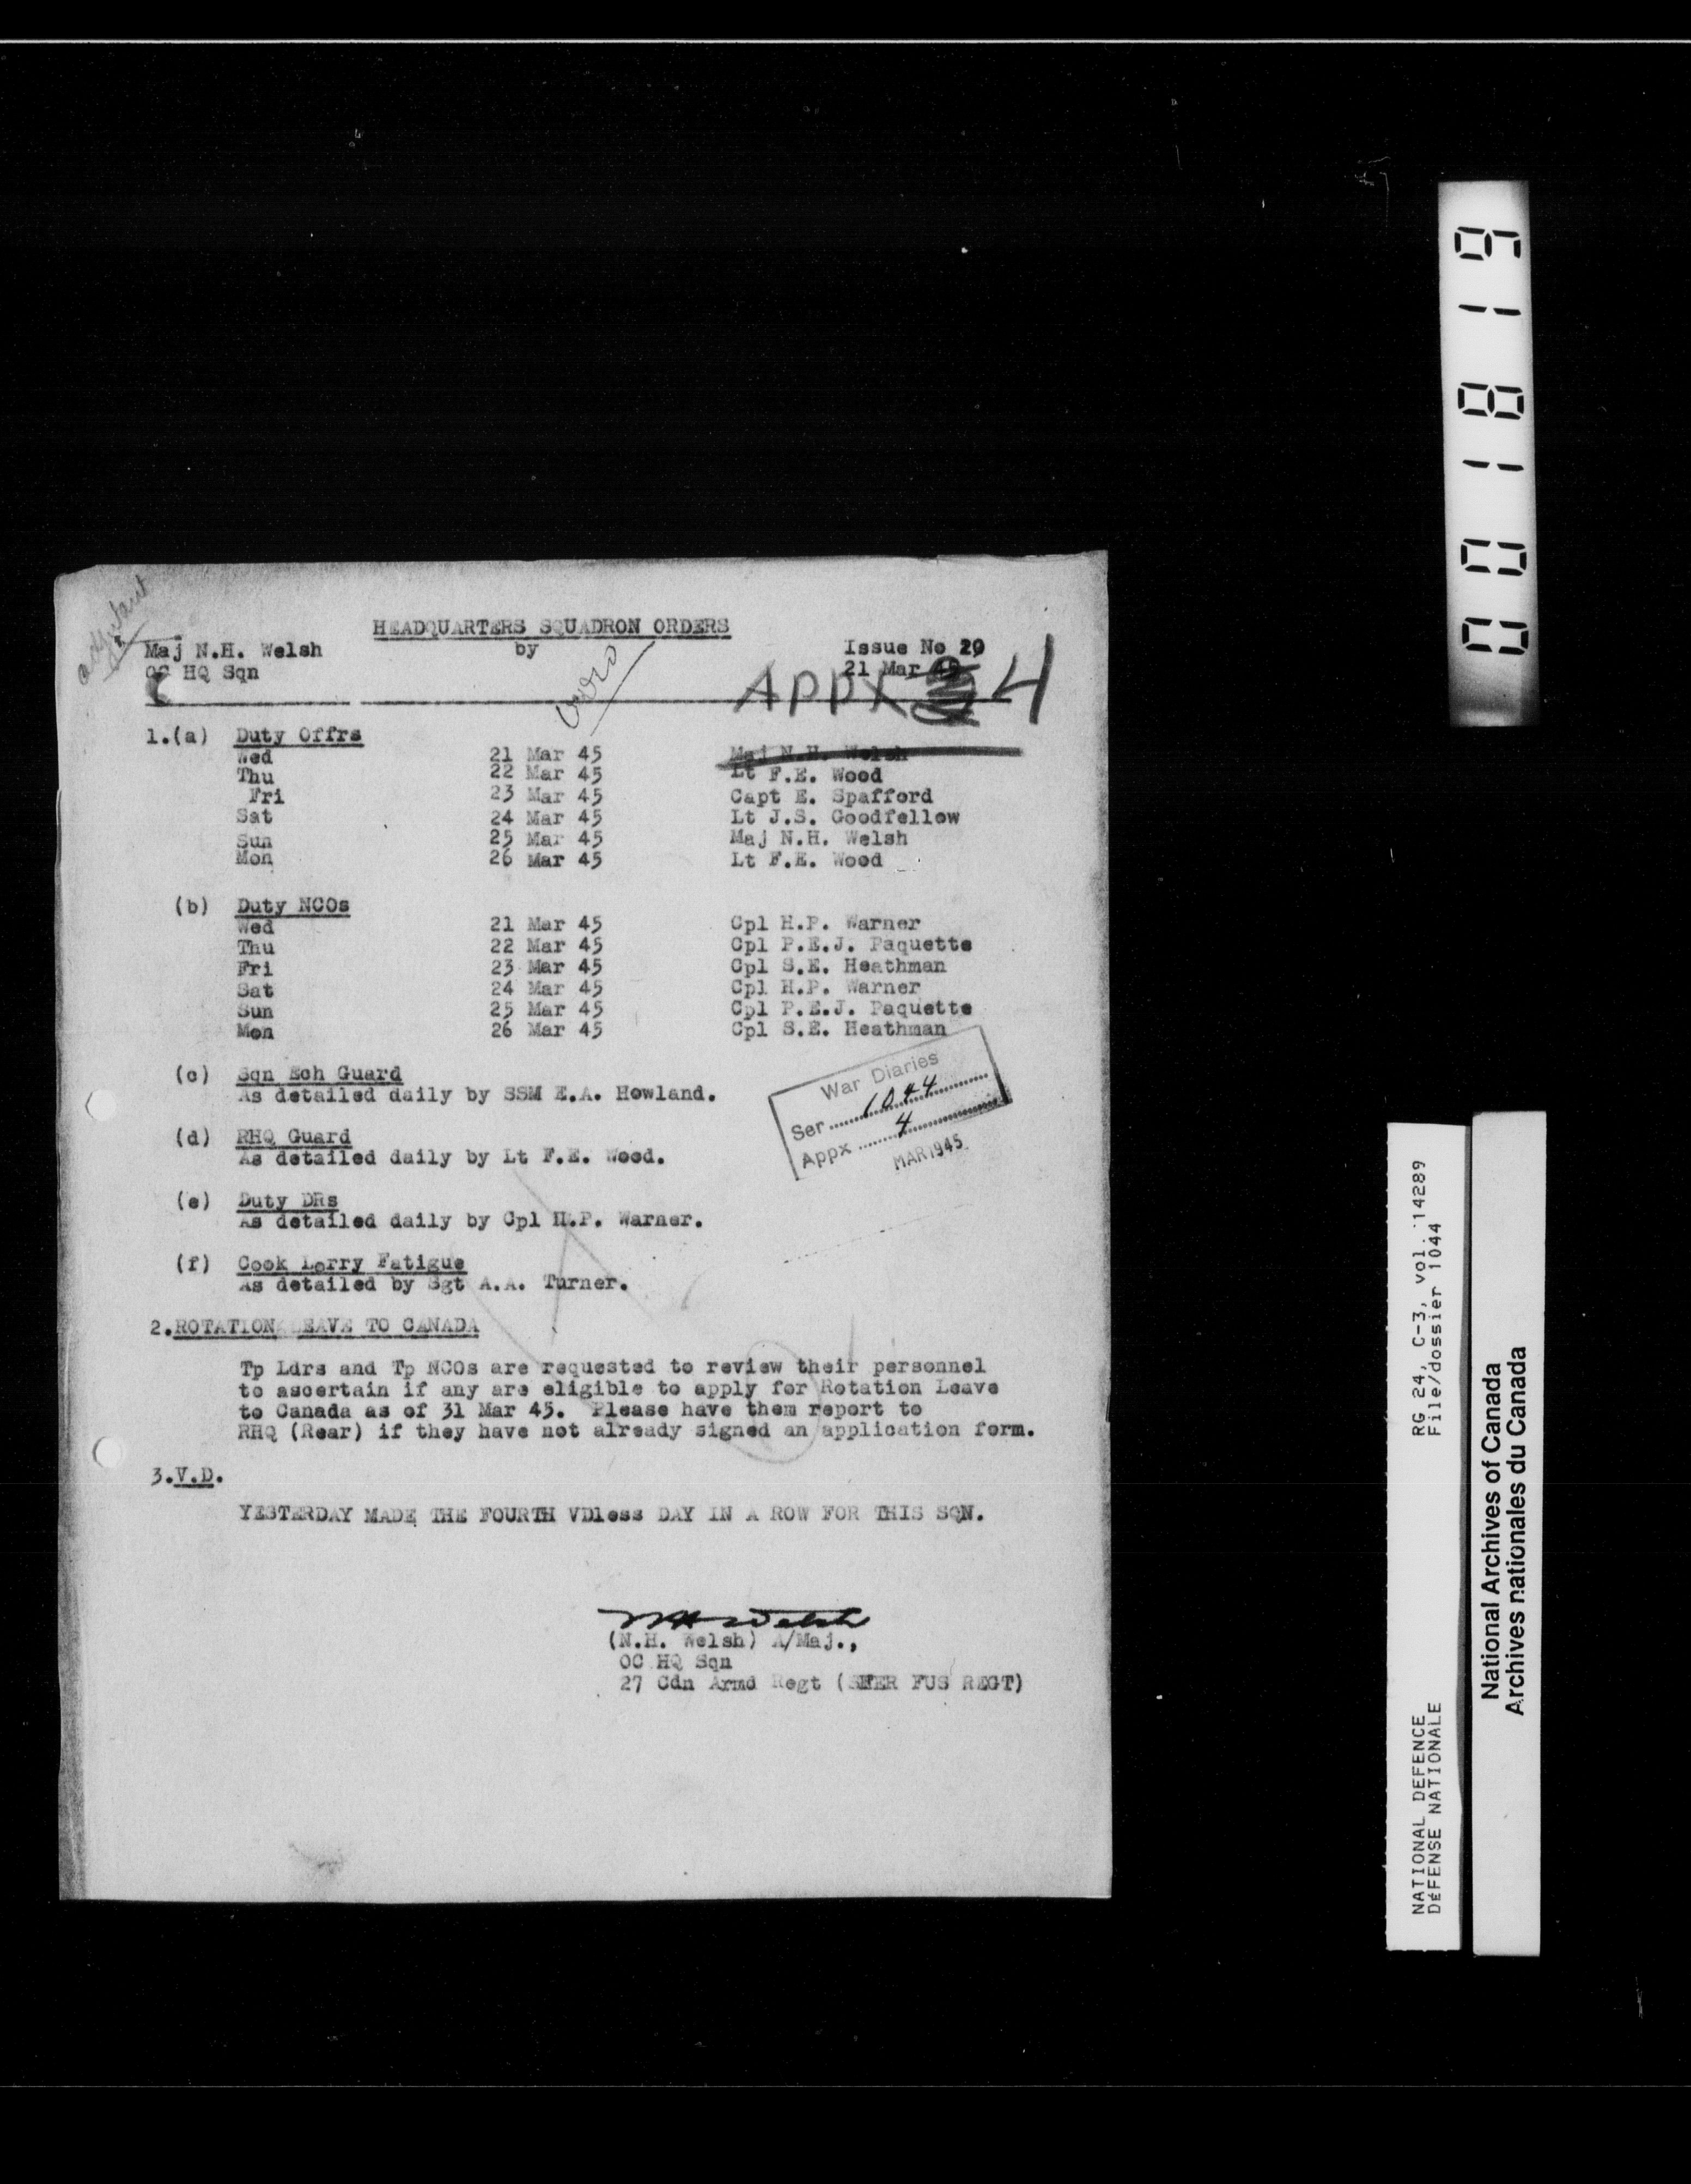 adjutant
HEADQUARTERS SQUADRON ORDERS
by
Maj N.H. Welsh
OC HQ Sqn
Issue No 20
21 Mar 45
APPX 4
1.(a) Duty Offrs
Wed 21 Mar 45 Maj N.H. Welsh
Thu 22 Mar 45 Lt F.E. Wood
Fri 23 Mar 45 Capt E. Spafford
Sat 24 Mar 45 Lt J.S. Goodfellow
Sun 25 Mar 45 Maj N.H. Welsh
Mon 26 Mar 45 Lt F.E. Wood
(b) Duty NCOs
Wed 21 Mar 45 Cpl H.P. Warner
Thu 22 Mar 45 Cpl P.E.J. Paquette
Fri 23 Mar 45 Cpl S.E. Heathman
Sat 24 Mar 45 Cpl H.P. Warner
Sun 25 Mar 45 Cpl P.E.J. Paquette
Mon 26 Mar 45 Cpl S.E. Heathman
(c) Sqn Ech Guard
As detailed daily by SSM E.A. Howland.
(d) RHQ Guard
As detailed daily by Lt F.E. Wood.
(e) Duty DRs
As detailed daily by Cpl H.P. Warner.
(f) Cook Lorry Fatigue
As detailed by Sgt A.A. Turner.
War Diaries
Ser 1044
Appx 4
MAR 1945
2.ROTATION LEAVE TO CANADA
Tp Ldrs and Tp NCOs are requested to review their personnel
to ascertain if any are eligible to apply for Rotation Leave
to Canada as of 31 Mar 45. Please have them report to
RHQ (Rear) if they have not already signed an application form.
3.V.D.
YESTERDAY MADE THE FOURTH VDless DAY IN A ROW FOR THIS SQN.
NH Welsh
(N.H. Welsh) A/Maj.,
OC HQ Sqn
27 Cdn Armd Regt (SHER FUS REGT)
001819
NATIONAL DEFENCE RG 24, C-3, vol. 14289
DÉFENSE NATIONALE File/dossier 1044
National Archives of Canada
Archives nationales du Canada